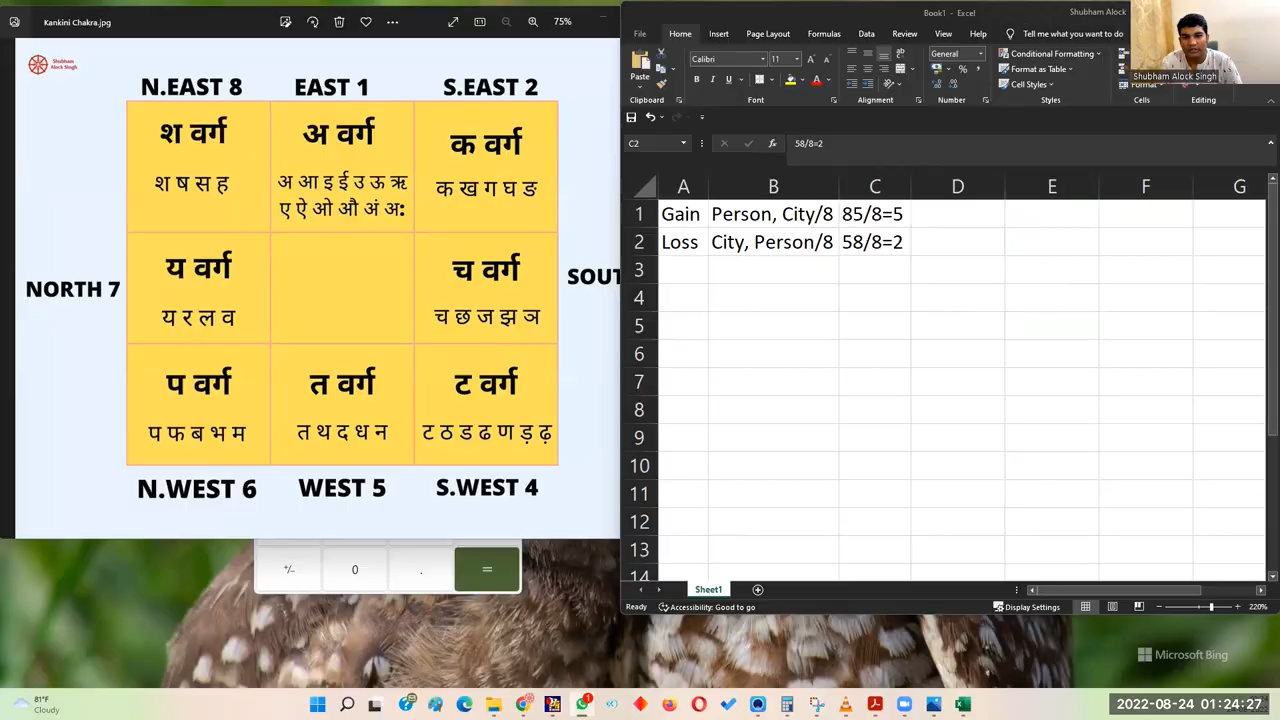 Kankini Chakra.jpg
75%
Shubham
Alock Singh
N.EAST 8
EAST 1
S.EAST 2
श वर्ग
श ष स ह
अ वर्ग
अ आ इ ई उ ऊ ऋ
ए ऐ ओ औ अं अ:
क वर्ग
क ख ग घ ङ
NORTH 7
य वर्ग
य र ल व
च वर्ग
च छ ज झ ञ
SOUT
प वर्ग
प फ ब भ म
त वर्ग
त थ द ध न
ट वर्ग
ट ठ ड ढ ण ड़ ढ़
N.WEST 6
WEST 5
S.WEST 4
+/-
0
.
=
Book1 - Excel
Shubham Alock
File
Home
Insert
Page Layout
Formulas
Data
Review
View
Help
Tell me what you want to do
Paste
Clipboard
Calibri
11
B I U
Font
Alignment
General
Number
Conditional Formatting
Format as Table
Cell Styles
Styles
Format
Cells
Editing
Shubham Alock Singh
C2
58/8=2
A B C D E F G
1 Gain Person, City/8 85/8=5
2 Loss City, Person/8 58/8=2
3
4
5
6
7
8
9
10
11
12
13
14
Sheet1
Ready
Accessibility: Good to go
Display Settings
220%
Microsoft Bing
81°F
Cloudy
1
2022-08-24 01:24:27